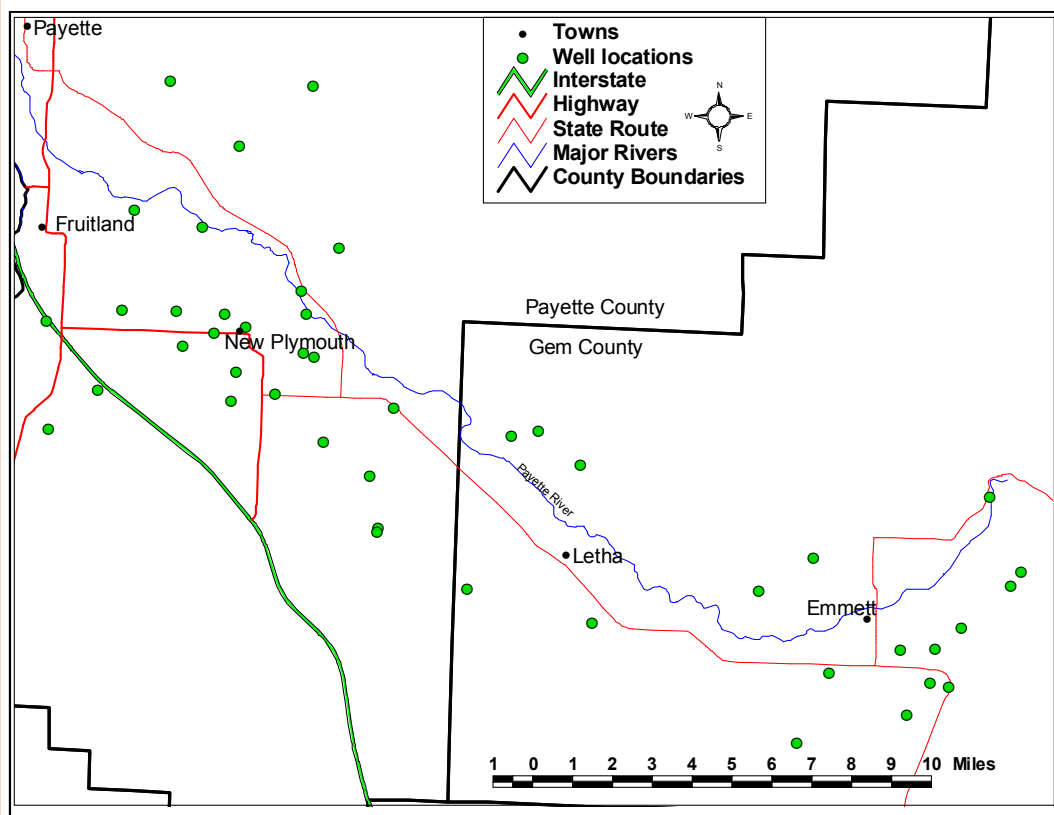 Payette
Towns
Well locations
Interstate
Highway
State Route
Major Rivers
County Boundaries
N
W E
S
Fruitland
Payette County
New Plymouth
Gem County
Payette River
Letha
Emmett
1 0 1 2 3 4 5 6 7 8 9 10 Miles